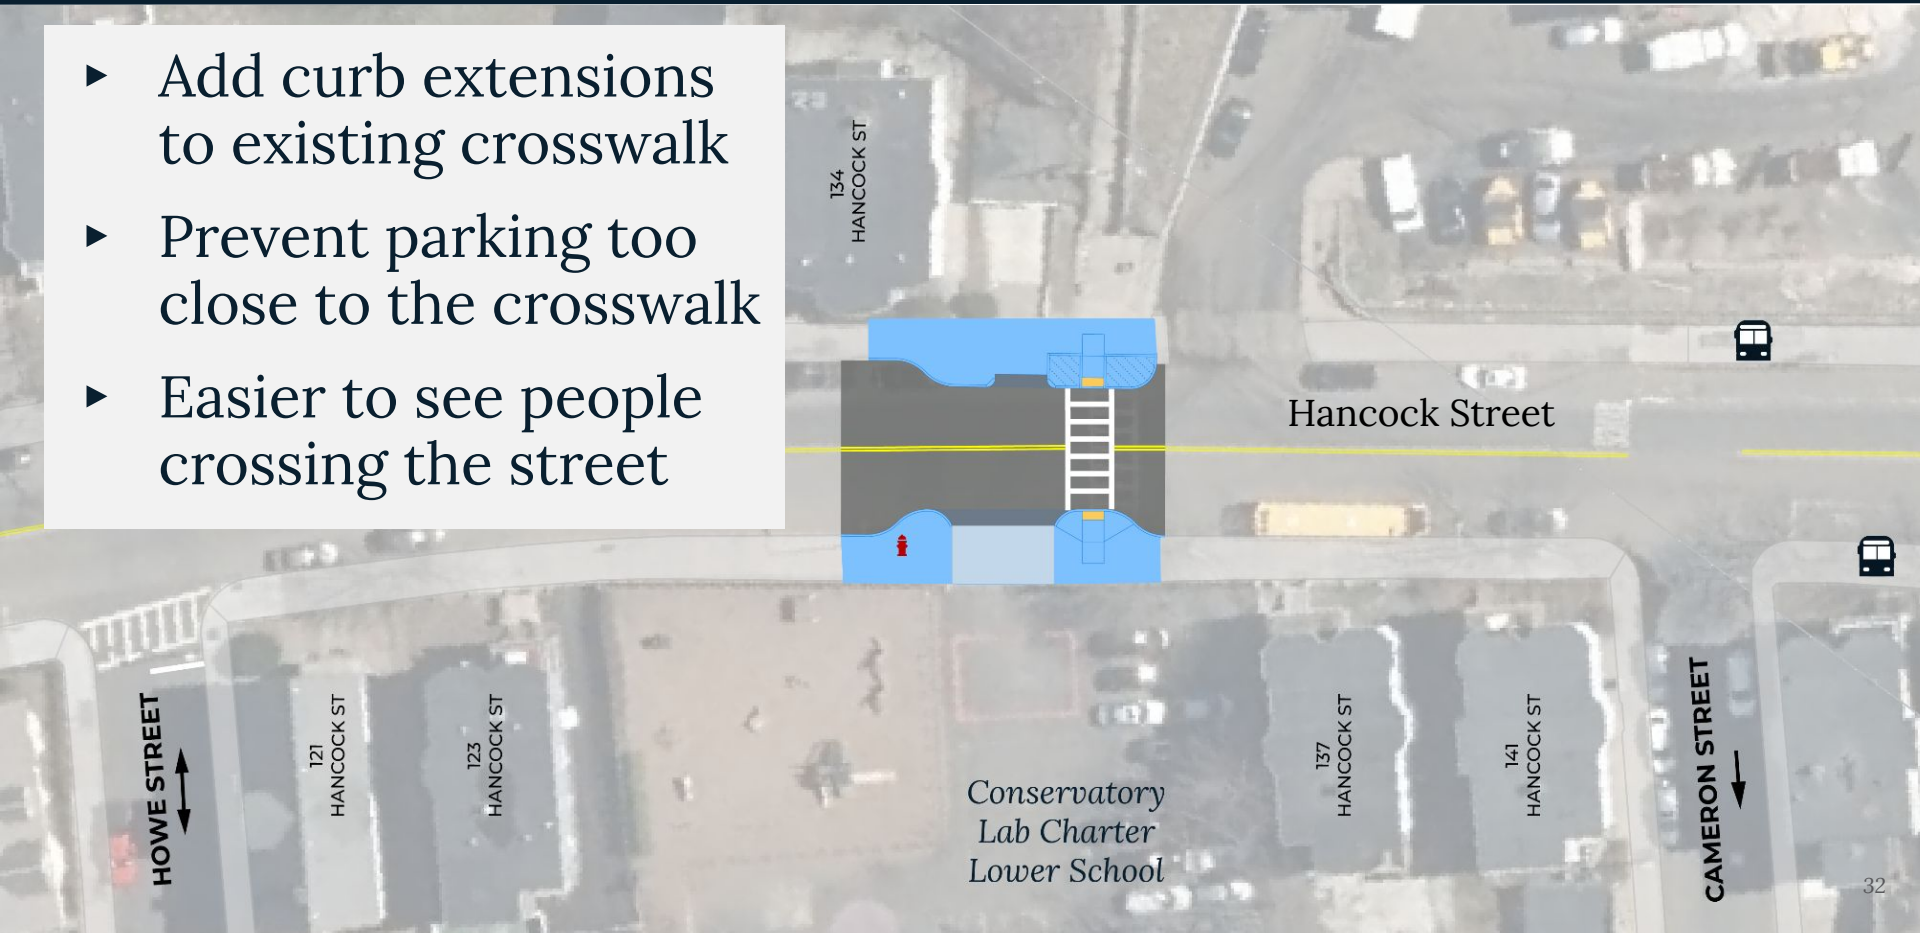 ► Add curb extensions
to existing crosswalk
► Prevent parking too
close to the crosswalk
► Easier to see people
crossing the street
134
HANCOCK ST
Hancock Street
HOWE STREET
121
HANCOCK ST
123
HANCOCK ST
Conservatory
Lab Charter
Lower School
137
HANCOCK ST
141
HANCOCK ST
CAMERON STREET
32